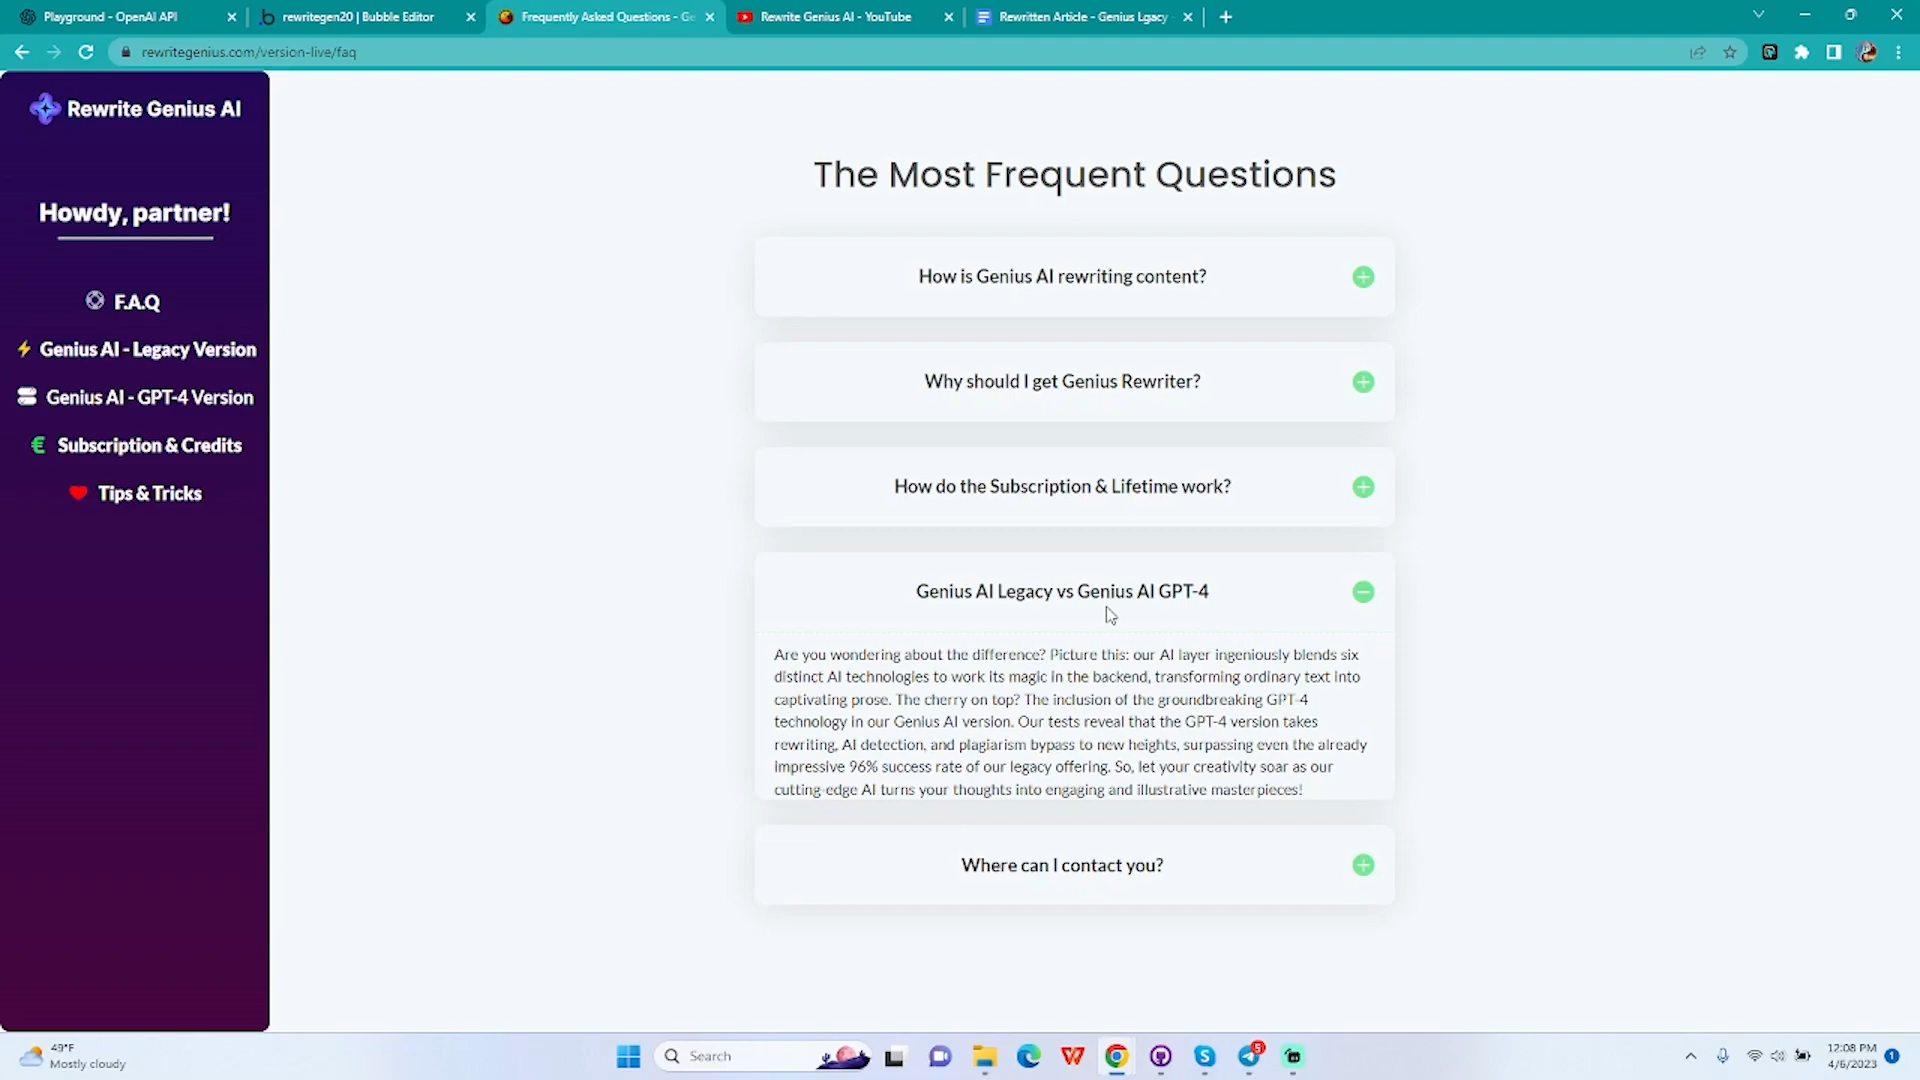 Playground - OpenAI API
rewritegen20 | Bubble Editor
Frequently Asked Questions - Ge
Rewrite Genius AI - YouTube
Rewritten Article - Genius Lgacy
rewritegenius.com/version-live/faq
Rewrite Genius AI
Howdy, partner!
F.A.Q
Genius AI - Legacy Version
Genius AI - GPT-4 Version
€ Subscription & Credits
Tips & Tricks
The Most Frequent Questions
How is Genius AI rewriting content?
Why should I get Genius Rewriter?
How do the Subscription & Lifetime work?
Genius AI Legacy vs Genius AI GPT-4
Are you wondering about the difference? Picture this: our AI layer ingeniously blends six
distinct AI technologies to work its magic in the backend, transforming ordinary text into
captivating prose. The cherry on top? The inclusion of the groundbreaking GPT-4
technology in our Genius AI version. Our tests reveal that the GPT-4 version takes
rewriting, AI detection, and plagiarism bypass to new heights, surpassing even the already
impressive 96% success rate of our legacy offering. So, let your creativity soar as our
cutting-edge AI turns your thoughts into engaging and illustrative masterpieces!
Where can I contact you?
49°F
Mostly cloudy
Search
5
12:08 PM
4/6/2023
1